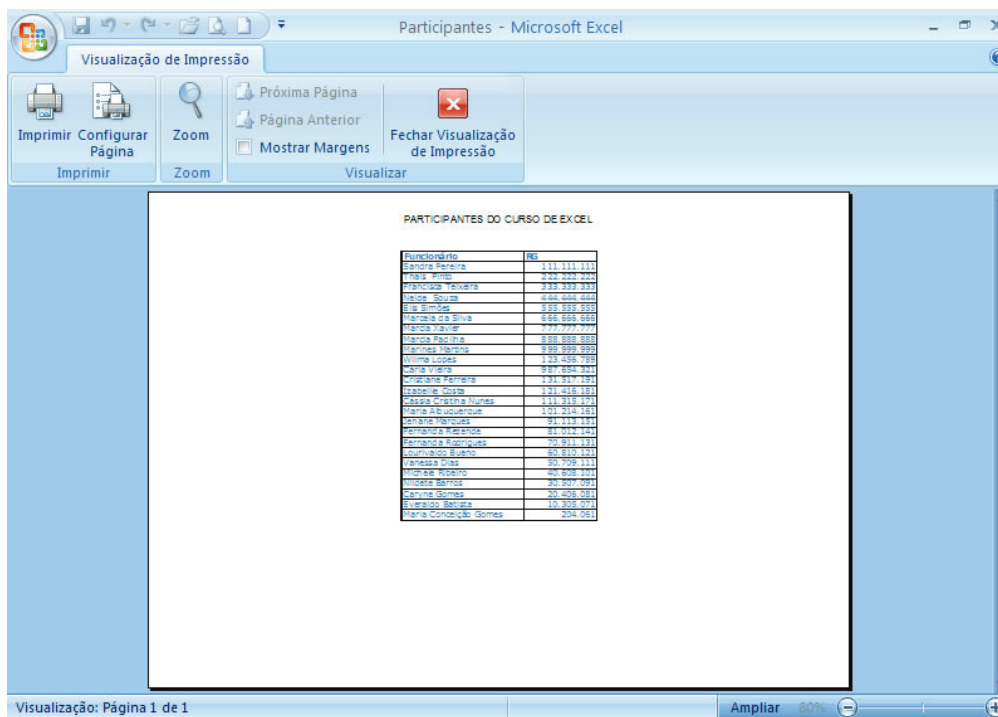 Participantes - Microsoft Excel
Visualização de Impressão
Imprimir
Configurar Página
Zoom
Próxima Página
Página Anterior
Mostrar Margens
Fechar Visualização de Impressão
Imprimir
Zoom
Visualizar
PARTICIPANTES DO CURSO DE EXCEL
Funcionário RG
Sandra Pereira 111.111.111
Thais Pinto 222.222.222
Francisca Teixeira 333.333.333
Neide Souza 444.444.444
Elis Simões 555.555.555
Marcela da Silva 666.666.666
Marcia Xavier 777.777.777
Marcia Padilha 888.888.888
Marines Martins 999.999.999
Wilma Lopes 123.456.789
Carla Vieira 987.654.321
Cristiane Ferreira 131.517.191
Izabelle Costa 121.416.181
Cassia Cristina Nunes 111.315.171
Maria Albuquerque 101.214.161
Jeniane Marques 91.113.151
Fernanda Rezende 81.012.141
Fernanda Rodrigues 70.911.131
Lourivaldo Bueno 60.810.121
Vanessa Dias 50.709.111
Michele Ribeiro 40.608.101
Nildete Barros 30.507.091
Caryne Gomes 20.406.081
Everaldo Batista 10.305.071
Maria Conceição Gomes 204.061
Visualização: Página 1 de 1
Ampliar 80%